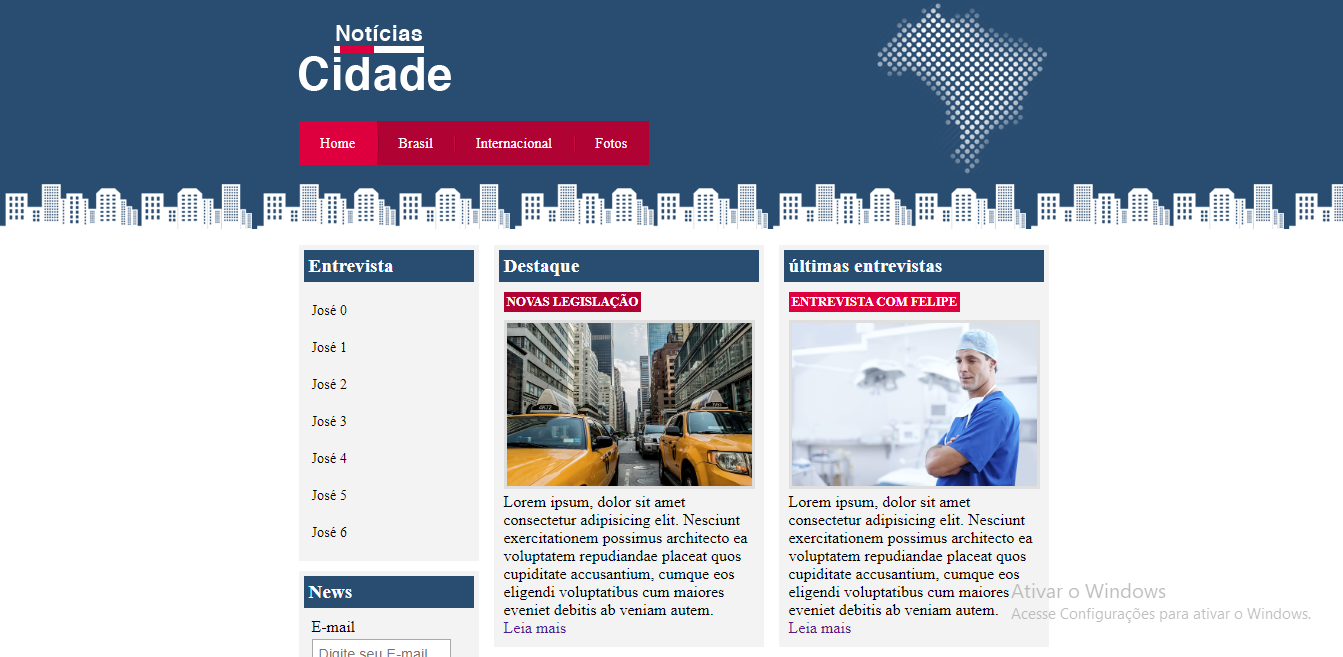 Notícias
Cidade
Home Brasil Internacional Fotos
Entrevista
José 0
José 1
José 2
José 3
José 4
José 5
José 6
News
E-mail
Digite seu E-mail
Destaque
NOVAS LEGISLAÇÃO
Lorem ipsum, dolor sit amet
consectetur adipisicing elit. Nesciunt
exercitationem possimus architecto ea
voluptatem repudiandae placeat quos
cupiditate accusantium, cumque eos
eligendi voluptatibus cum maiores
eveniet debitis ab veniam autem.
Leia mais
últimas entrevistas
ENTREVISTA COM FELIPE
Lorem ipsum, dolor sit amet
consectetur adipisicing elit. Nesciunt
exercitationem possimus architecto ea
voluptatem repudiandae placeat quos
cupiditate accusantium, cumque eos
eligendi voluptatibus cum maiores
eveniet debitis ab veniam autem.
Leia mais
Ativar o Windows
Acesse Configurações para ativar o Windows.